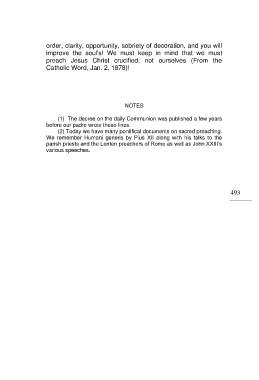 order, clarity, opportunity, sobriety of decoration, and you will
improve the soul's! We must keep in mind that we must
preach Jesus Christ crucified, not ourselves (From the
Catholic Word, Jan. 2, 1678)!
NOTES
(1) The decree on the daily Communion was published a few years
before our padre wrote these lines.
(2) Today we have many pontifical documents on sacred preaching.
We remember Humani generis by Pius XII along with his talks to the
parish priests and the Lenten preachers of Rome as well as John XXIII's
various speeches.
493